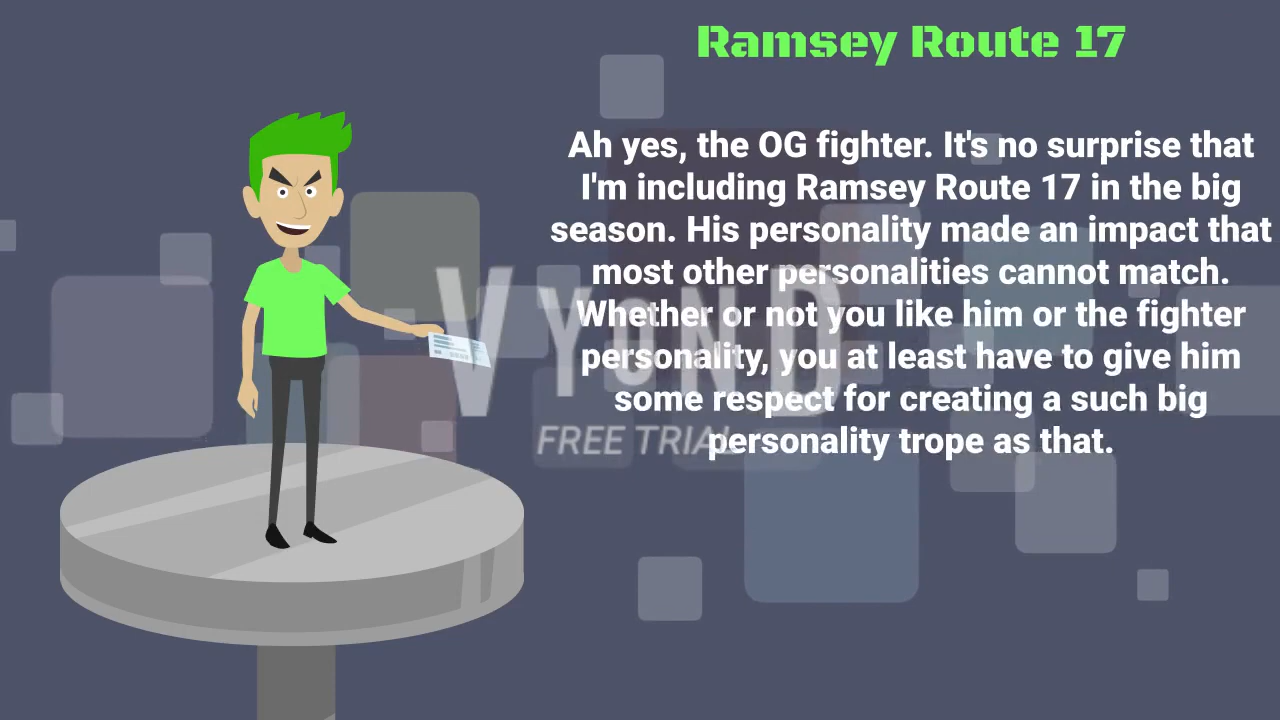 Ramsey Route 17
Ah yes, the OG fighter. It's no surprise that
I'm including Ramsey Route 17 in the big
season. His personality made an impact that
most other personalities cannot match.
Whether or not you like him or the fighter
personality, you at least have to give him
some respect for creating a such big
personality trope as that.
VYOND
FREE TRIAL